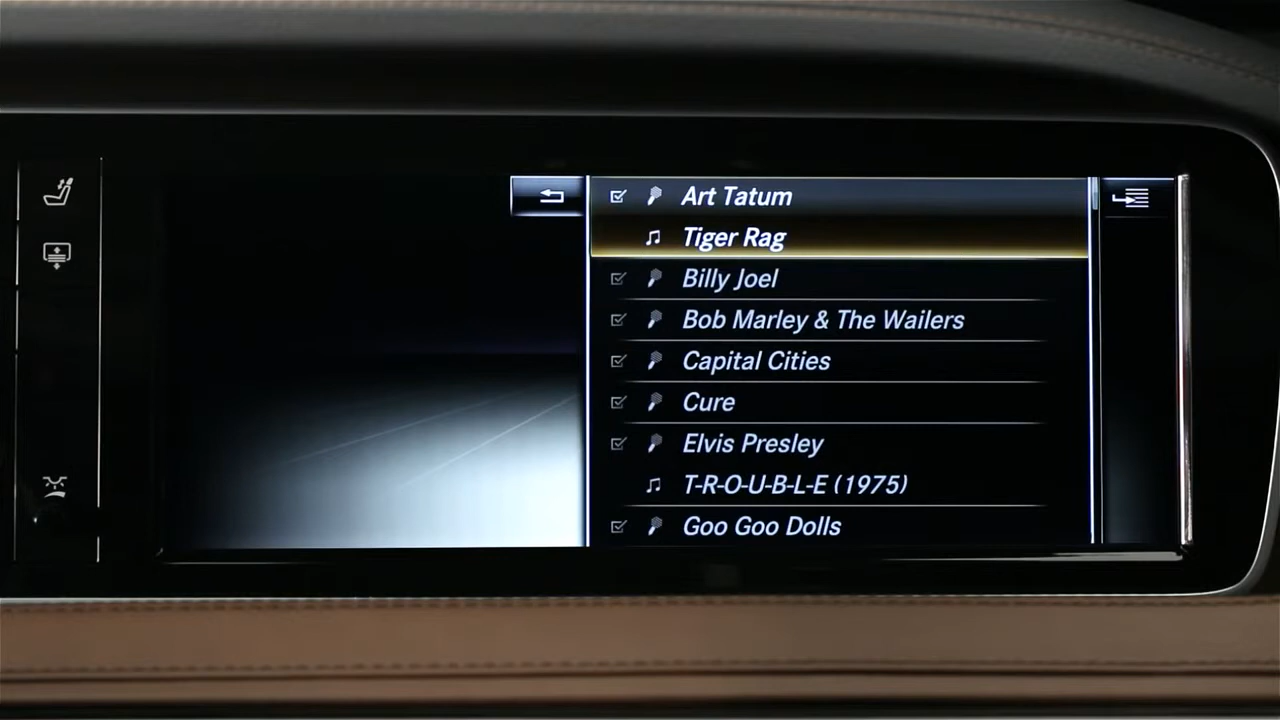 Art Tatum
Tiger Rag
Billy Joel
Bob Marley & The Wailers
Capital Cities
Cure
Elvis Presley
T-R-O-U-B-L-E (1975)
Goo Goo Dolls